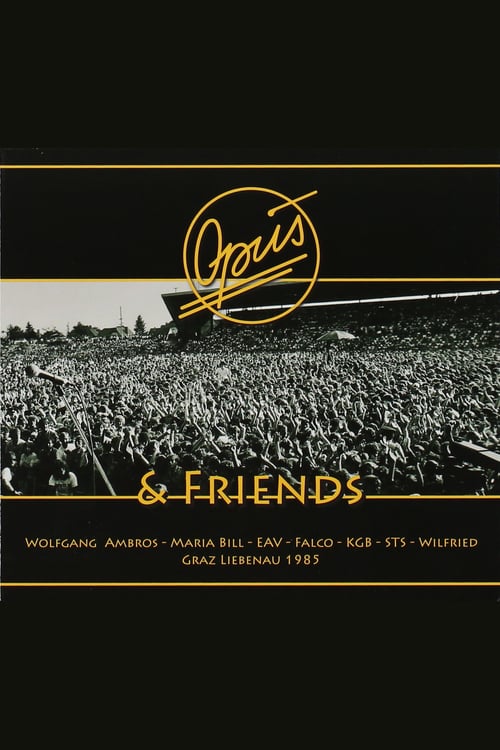 Opus
& Friends
Wolfgang Ambros - Maria Bill - EAV - Falco - KGB - STS - Wilfried
Graz Liebenau 1985